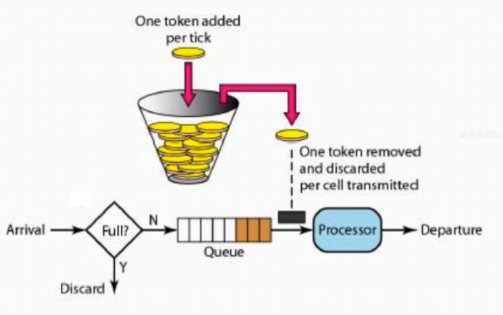 One token added
per tick
One token removed
and discarded
per cell transmitted
Arrival
Full?
N
Y
Discard
Queue
Processor
Departure